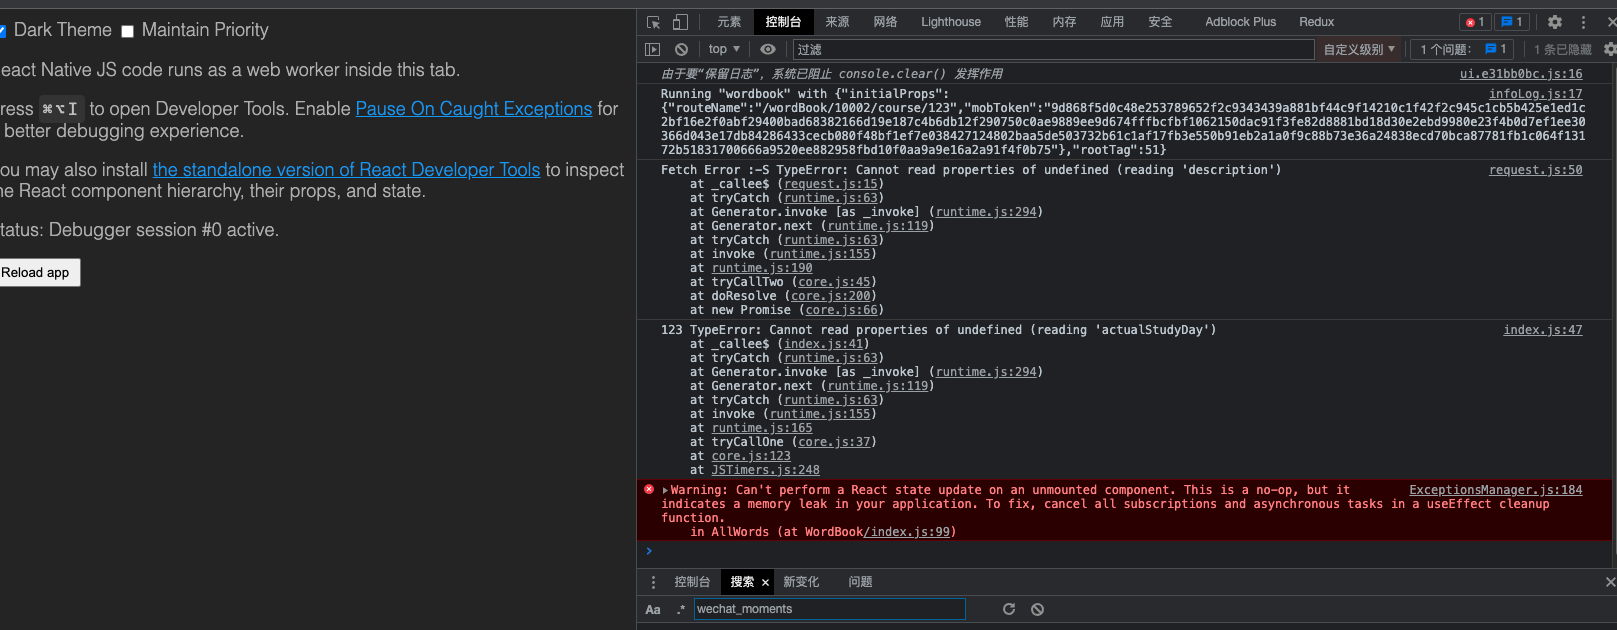 Dark Theme Maintain Priority
eact Native JS code runs as a web worker inside this tab.
ress ⌘⌥I to open Developer Tools. Enable Pause On Caught Exceptions for
better debugging experience.
ou may also install the standalone version of React Developer Tools to inspect
he React component hierarchy, their props, and state.
tatus: Debugger session #0 active.
Reload app
元素 控制台 来源 网络 Lighthouse 性能 内存 应用 安全 Adblock Plus Redux 1 1
top 过滤 自定义级别 1 个问题: 1 1 条已隐藏
由于要“保留日志”，系统已阻止 console.clear() 发挥作用 ui.e31bb0bc.js:16
Running "wordbook" with {"initialProps": infoLog.js:17
{"routeName":"/wordBook/10002/course/123","mobToken":"9d868f5d0c48e253789652f2c9343439a881bf44c9f14210c1f42f2c945c1cb5b425e1ed1c
2bf16e2f0abf29400bad68382166d19e187c4b6db12f290750c0ae9889ee9d674fffbcfbf1062150dac91f3fe82d8881bd18d30e2ebd9980e23f4b0d7ef1ee30
366d043e17db84286433cecb080f48bf1ef7e038427124802baa5de503732b61c1af17fb3e550b91eb2a1a0f9c88b73e36a24838ecd70bca87781fb1c064f131
72b51831700666a9520ee882958fbd10f0aa9a9e16a2a91f4f0b75"},"rootTag":51}
Fetch Error :-S TypeError: Cannot read properties of undefined (reading 'description') request.js:50
at _callee$ (request.js:15)
at tryCatch (runtime.js:63)
at Generator.invoke [as _invoke] (runtime.js:294)
at Generator.next (runtime.js:119)
at tryCatch (runtime.js:63)
at invoke (runtime.js:155)
at runtime.js:190
at tryCallTwo (core.js:45)
at doResolve (core.js:200)
at new Promise (core.js:66)
123 TypeError: Cannot read properties of undefined (reading 'actualStudyDay') index.js:47
at _callee$ (index.js:41)
at tryCatch (runtime.js:63)
at Generator.invoke [as _invoke] (runtime.js:294)
at Generator.next (runtime.js:119)
at tryCatch (runtime.js:63)
at invoke (runtime.js:155)
at runtime.js:165
at tryCallOne (core.js:37)
at core.js:123
at JSTimers.js:248
Warning: Can't perform a React state update on an unmounted component. This is a no-op, but it ExceptionsManager.js:184
indicates a memory leak in your application. To fix, cancel all subscriptions and asynchronous tasks in a useEffect cleanup
function.
in AllWords (at WordBook/index.js:99)
控制台 搜索 × 新变化 问题
Aa .* wechat_moments